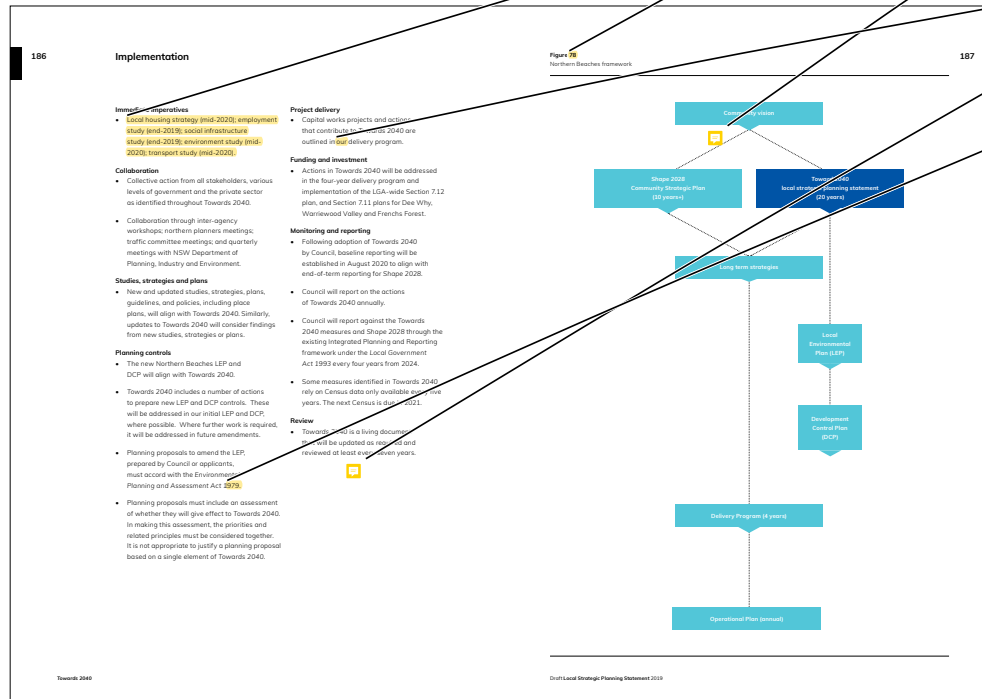 186
Implementation
Immediate imperatives
• Local housing strategy (mid-2020); employment
study (end-2019); social infrastructure
study (end-2019); environment study (mid-
2020); transport study (mid-2020).
Collaboration
• Collective action from all stakeholders, various
levels of government and the private sector
as identified throughout Towards 2040.
• Collaboration through inter-agency
workshops; northern planners meetings;
traffic committee meetings; and quarterly
meetings with NSW Department of
Planning, Industry and Environment.
Studies, strategies and plans
• New and updated studies, strategies, plans,
guidelines, and policies, including place
plans, will align with Towards 2040. Similarly,
updates to Towards 2040 will consider findings
from new studies, strategies or plans.
Planning controls
• The new Northern Beaches LEP and
DCP will align with Towards 2040.
• Towards 2040 includes a number of actions
to prepare new LEP and DCP controls. These
will be addressed in our initial LEP and DCP,
where possible. Where further work is required,
it will be addressed in future amendments.
• Planning proposals to amend the LEP,
prepared by Council or applicants,
must accord with the Environmental
Planning and Assessment Act 1979.
• Planning proposals must include an assessment
of whether they will give effect to Towards 2040.
In making this assessment, the priorities and
related principles must be considered together.
It is not appropriate to justify a planning proposal
based on a single element of Towards 2040.
Project delivery
• Capital works projects and actions
that contribute to Towards 2040 are
outlined in our delivery program.
Funding and investment
• Actions in Towards 2040 will be addressed
in the four-year delivery program and
implementation of the LGA-wide Section 7.12
plan, and Section 7.11 plans for Dee Why,
Warriewood Valley and Frenchs Forest.
Monitoring and reporting
• Following adoption of Towards 2040
by Council, baseline reporting will be
established in August 2020 to align with
end-of-term reporting for Shape 2028.
• Council will report on the actions
of Towards 2040 annually.
• Council will report against the Towards
2040 measures and Shape 2028 through the
existing Integrated Planning and Reporting
framework under the Local Government
Act 1993 every four years from 2024.
• Some measures identified in Towards 2040
rely on Census data only available every five
years. The next Census is due in 2021.
Review
• Towards 2040 is a living document
that will be updated as required and
reviewed at least every seven years.
Towards 2040
Figure 78
Northern Beaches framework
187
Community vision
Shape 2028
Community Strategic Plan
(10 years+)
Towards 2040
local strategic planning statement
(20 years)
Long term strategies
Local
Environmental
Plan (LEP)
Development
Control Plan
(DCP)
Delivery Program (4 years)
Operational Plan (annual)
Draft Local Strategic Planning Statement 2019